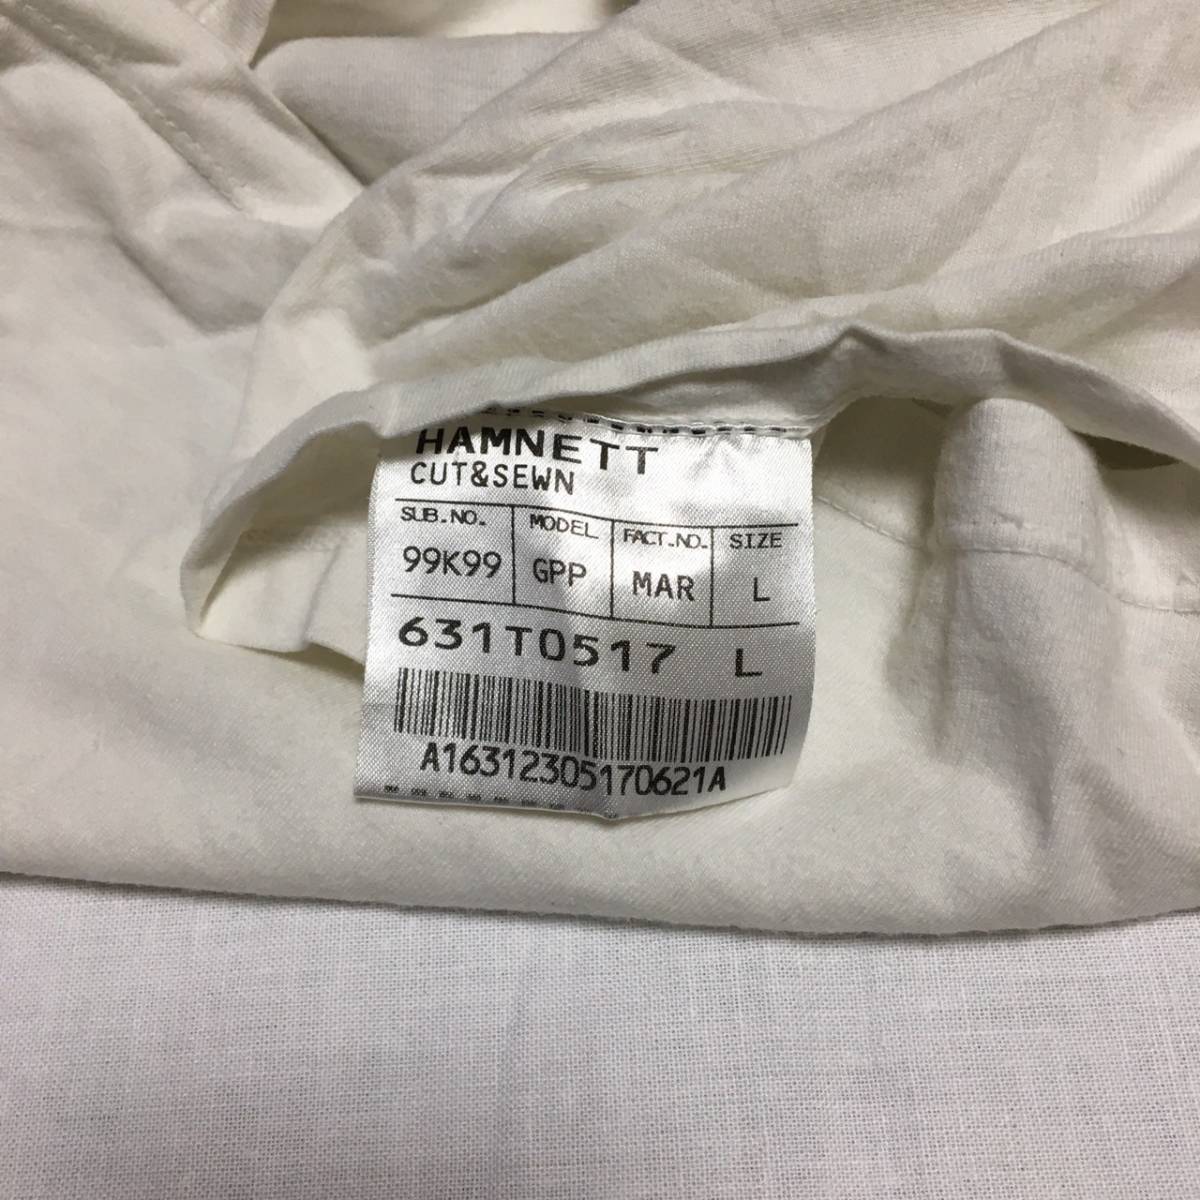 HAMNETT
CUT&SEWN
SUB.NO. MODEL FACT.NO. SIZE
99K99 GPP MAR L
631T0517 L
A16312305170621A